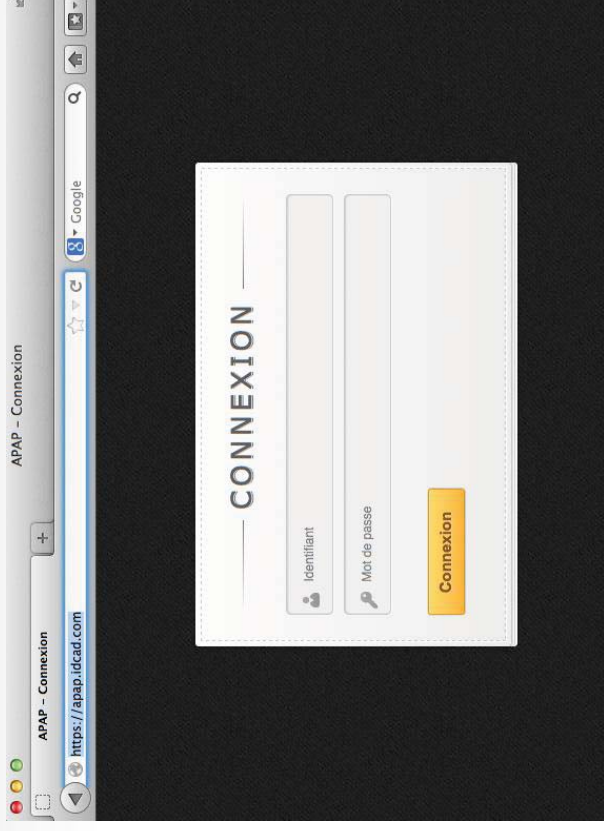 APAP – Connexion
APAP – Connexion
https://apap.idcad.com
Google
CONNEXION
Identifiant
Mot de passe
Connexion